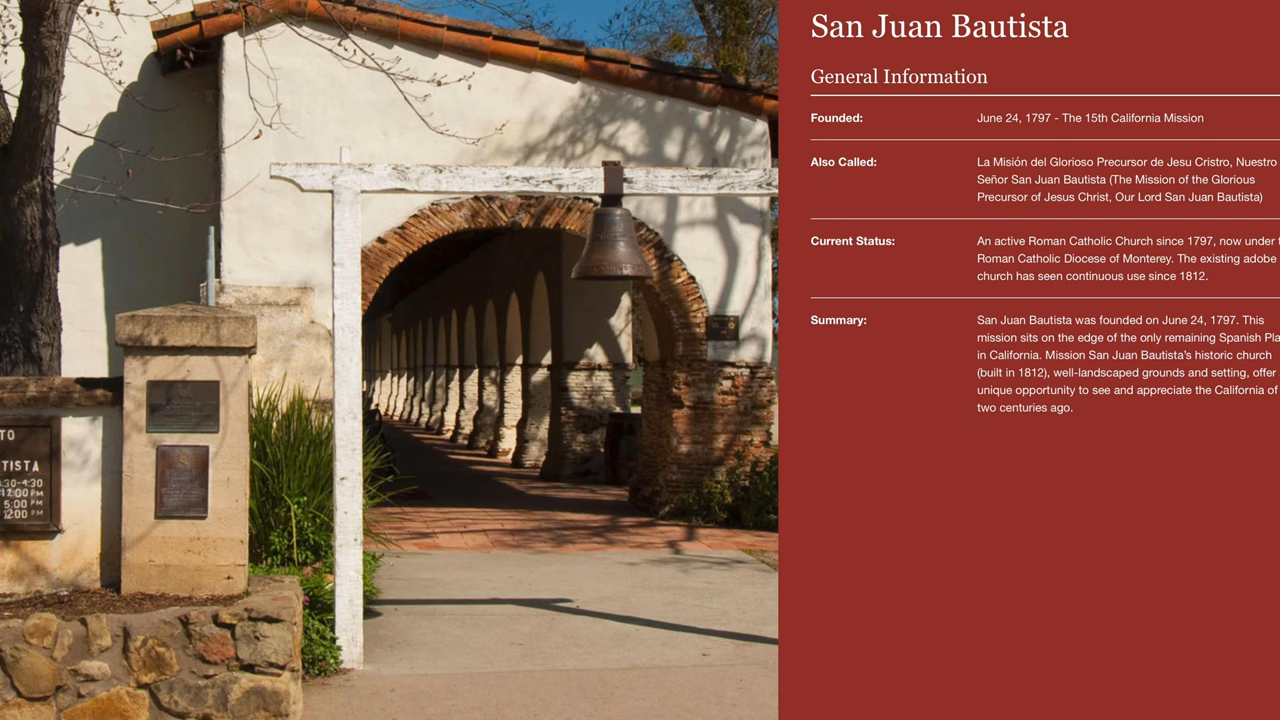 San Juan Bautista
General Information
Founded:
June 24, 1797 - The 15th California Mission
Also Called:
La Misión del Glorioso Precursor de Jesu Cristro, Nuestro
Señor San Juan Bautista (The Mission of the Glorious
Precursor of Jesus Christ, Our Lord San Juan Bautista)
Current Status:
An active Roman Catholic Church since 1797, now under
Roman Catholic Diocese of Monterey. The existing adobe
church has seen continuous use since 1812.
Summary:
San Juan Bautista was founded on June 24, 1797. This
mission sits on the edge of the only remaining Spanish Pla
in California. Mission San Juan Bautista's historic church
(built in 1812), well-landscaped grounds and setting, offer
unique opportunity to see and appreciate the California of
two centuries ago.
TO
TISTA
:30-4:30
12:00 PM
5:00 PM
12:00 PM